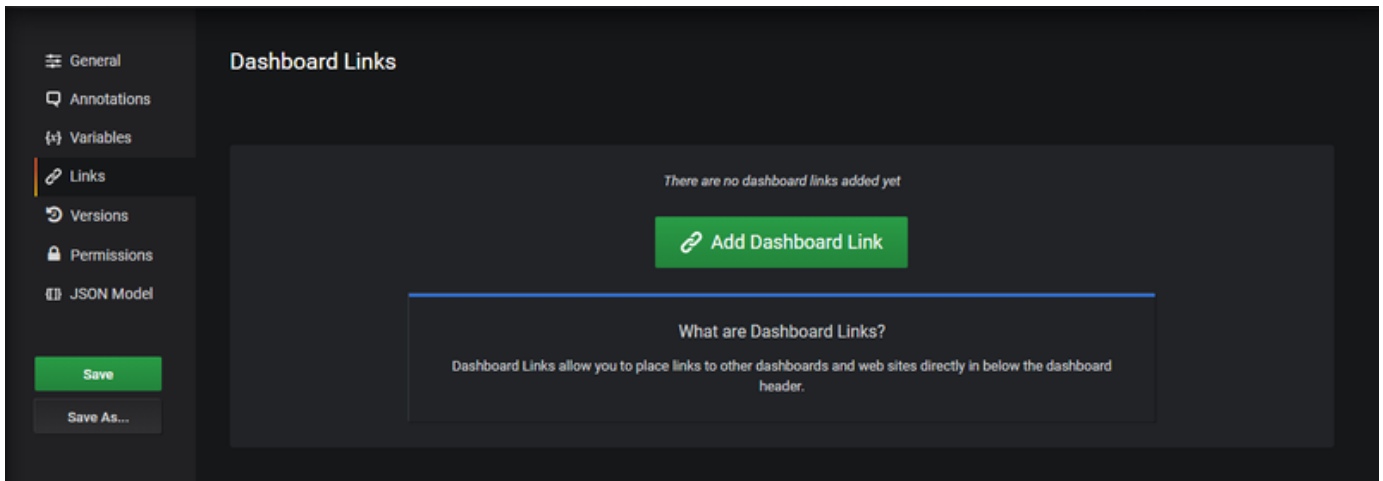 General
Annotations
Variables
Links
Versions
Permissions
JSON Model
Save
Save As...
Dashboard Links
There are no dashboard links added yet
Add Dashboard Link
What are Dashboard Links?
Dashboard Links allow you to place links to other dashboards and web sites directly in below the dashboard
header.